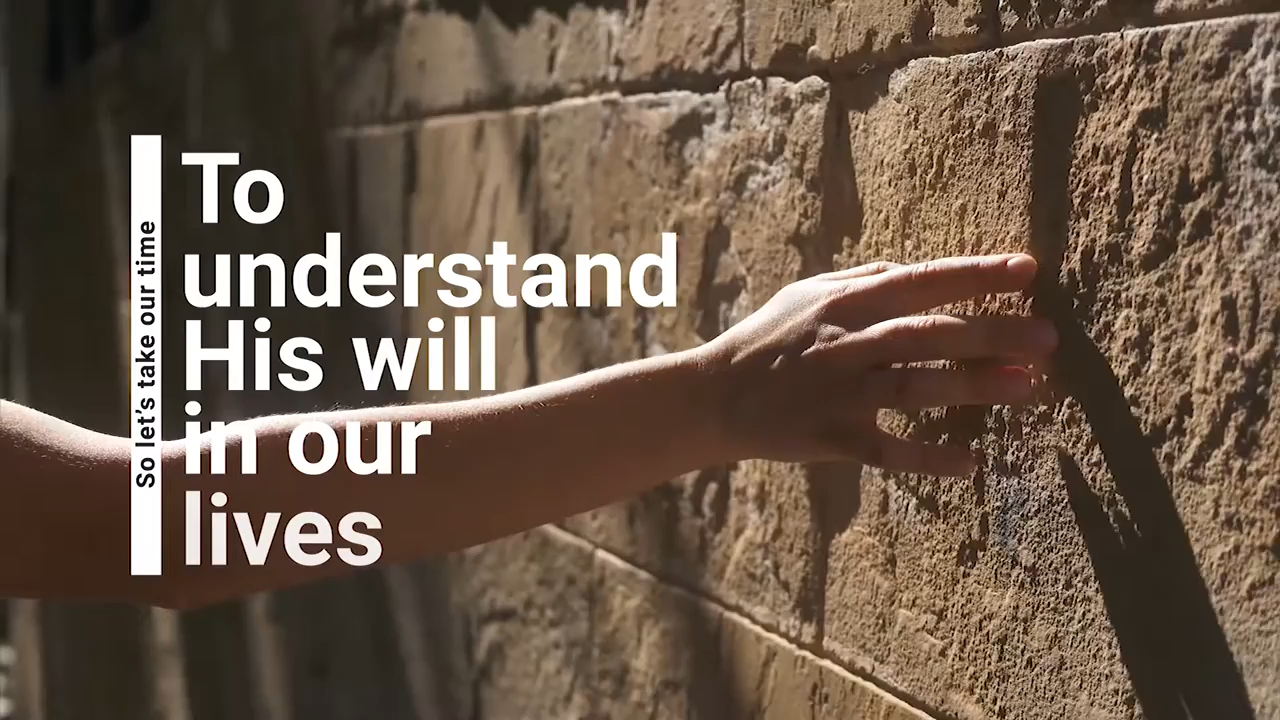 So let's take our time
To
understand
His will
in our
lives